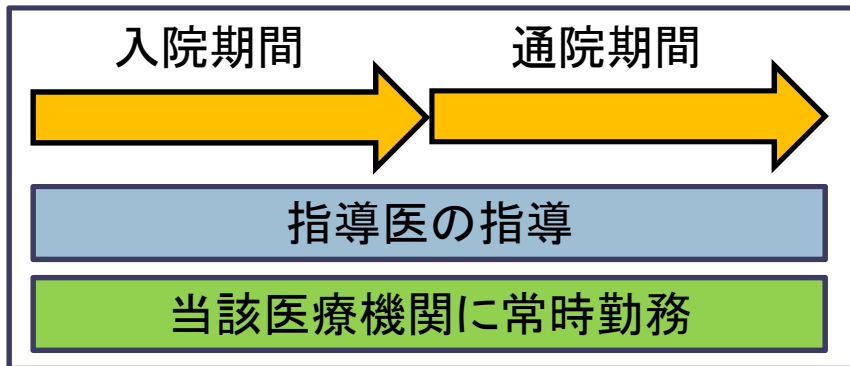 入院期間
通院期間
指導医の指導
当該医療機関に常時勤務